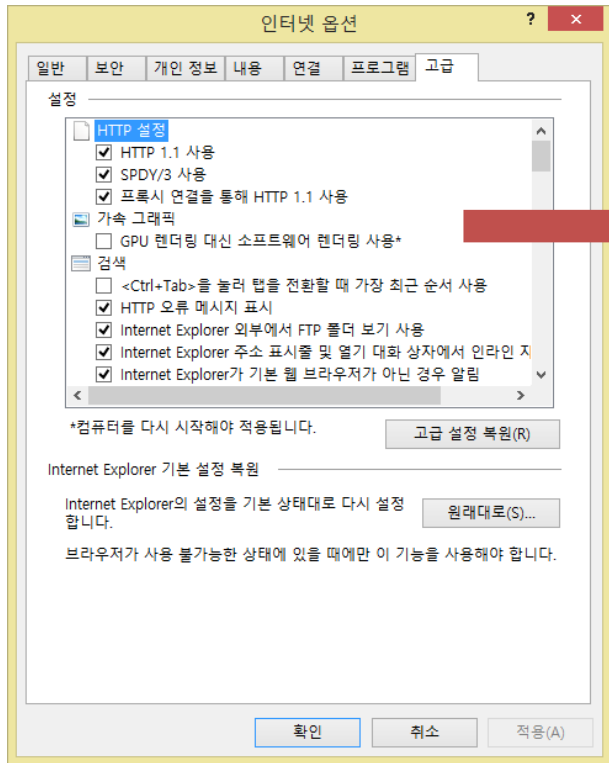 인터넷 옵션
?
×
일반 보안 개인 정보 내용 연결 프로그램 고급
설정
HTTP 설정
HTTP 1.1 사용
SPDY/3 사용
프록시 연결을 통해 HTTP 1.1 사용
가속 그래픽
GPU 렌더링 대신 소프트웨어 렌더링 사용*
검색
<Ctrl+Tab>을 눌러 탭을 전환할 때 가장 최근 순서 사용
HTTP 오류 메시지 표시
Internet Explorer 외부에서 FTP 폴더 보기 사용
Internet Explorer 주소 표시줄 및 열기 대화 상자에서 인라인
Internet Explorer가 기본 웹 브라우저가 아닌 경우 알림
*컴퓨터를 다시 시작해야 적용됩니다.
고급 설정 복원(R)
Internet Explorer 기본 설정 복원
Internet Explorer의 설정을 기본 상태대로 다시 설정
합니다.
원래대로(S)...
브라우저가 사용 불가능한 상태에 있을 때에만 이 기능을 사용해야 합니다.
확인 취소 적용(A)